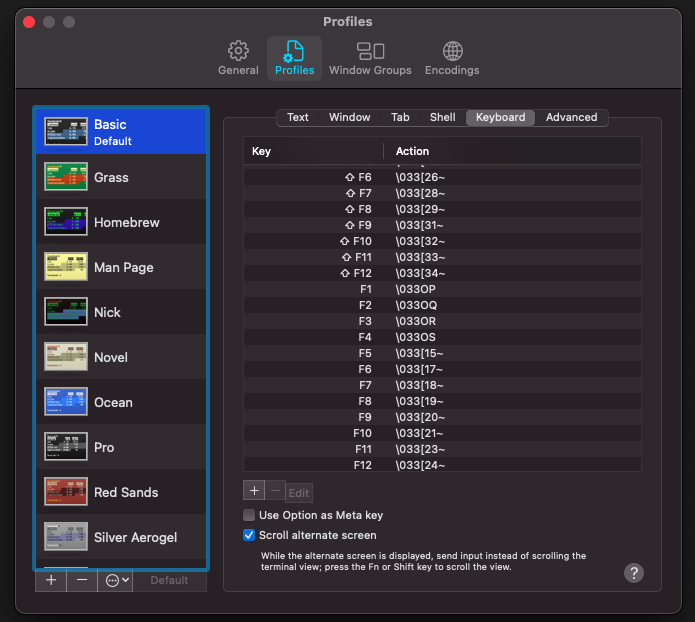 Profiles
General Profiles Window Groups Encodings
Text Window Tab Shell Keyboard Advanced
Basic
Default
Grass
Homebrew
Man Page
Nick
Novel
Ocean
Pro
Red Sands
Silver Aerogel
+ − Default
Key Action
⇧ F6 \033[26~
⇧ F7 \033[28~
⇧ F8 \033[29~
⇧ F9 \033[31~
⇧ F10 \033[32~
⇧ F11 \033[33~
⇧ F12 \033[34~
F1 \033OP
F2 \033OQ
F3 \033OR
F4 \033OS
F5 \033[15~
F6 \033[17~
F7 \033[18~
F8 \033[19~
F9 \033[20~
F10 \033[21~
F11 \033[23~
F12 \033[24~
+ − Edit
Use Option as Meta key
Scroll alternate screen
While the alternate screen is displayed, send input instead of scrolling the
terminal view; press the Fn or Shift key to scroll the view.
?